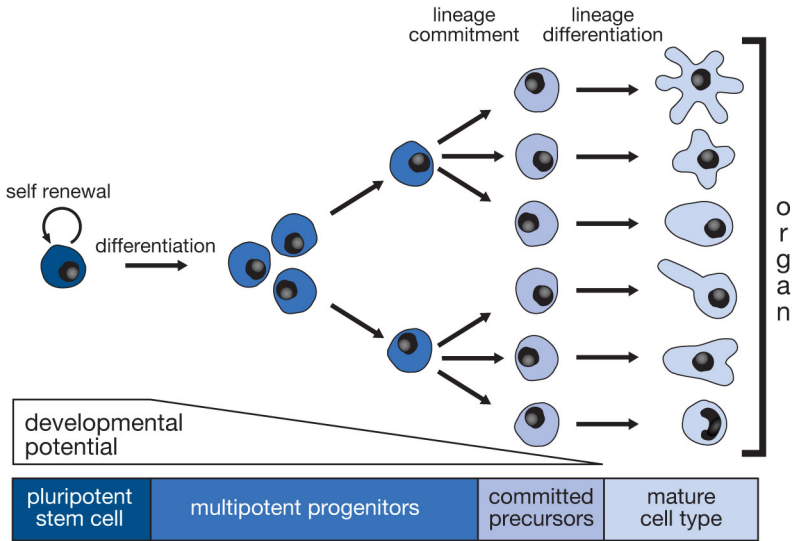 lineage
commitment
lineage
differentiation
self renewal
differentiation
organ
developmental
potential
pluripotent
stem cell
multipotent progenitors
committed
precursors
mature
cell type